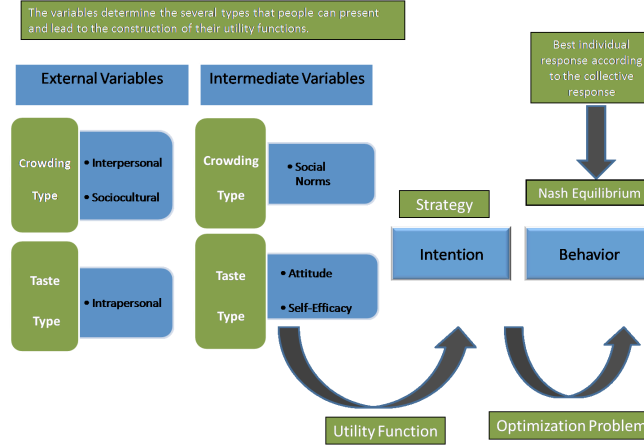 The variables determine the several types that people can present
and lead to the construction of their utility functions.
Best individual
response according
to the collective
response
External Variables
Intermediate Variables
Crowding
Type
• Interpersonal
• Sociocultural
Crowding
Type
• Social
Norms
Nash Equilibrium
Strategy
Intention
Behavior
Taste
Type
• Intrapersonal
Taste
Type
• Attitude
• Self-Efficacy
Utility Function
Optimization Problem